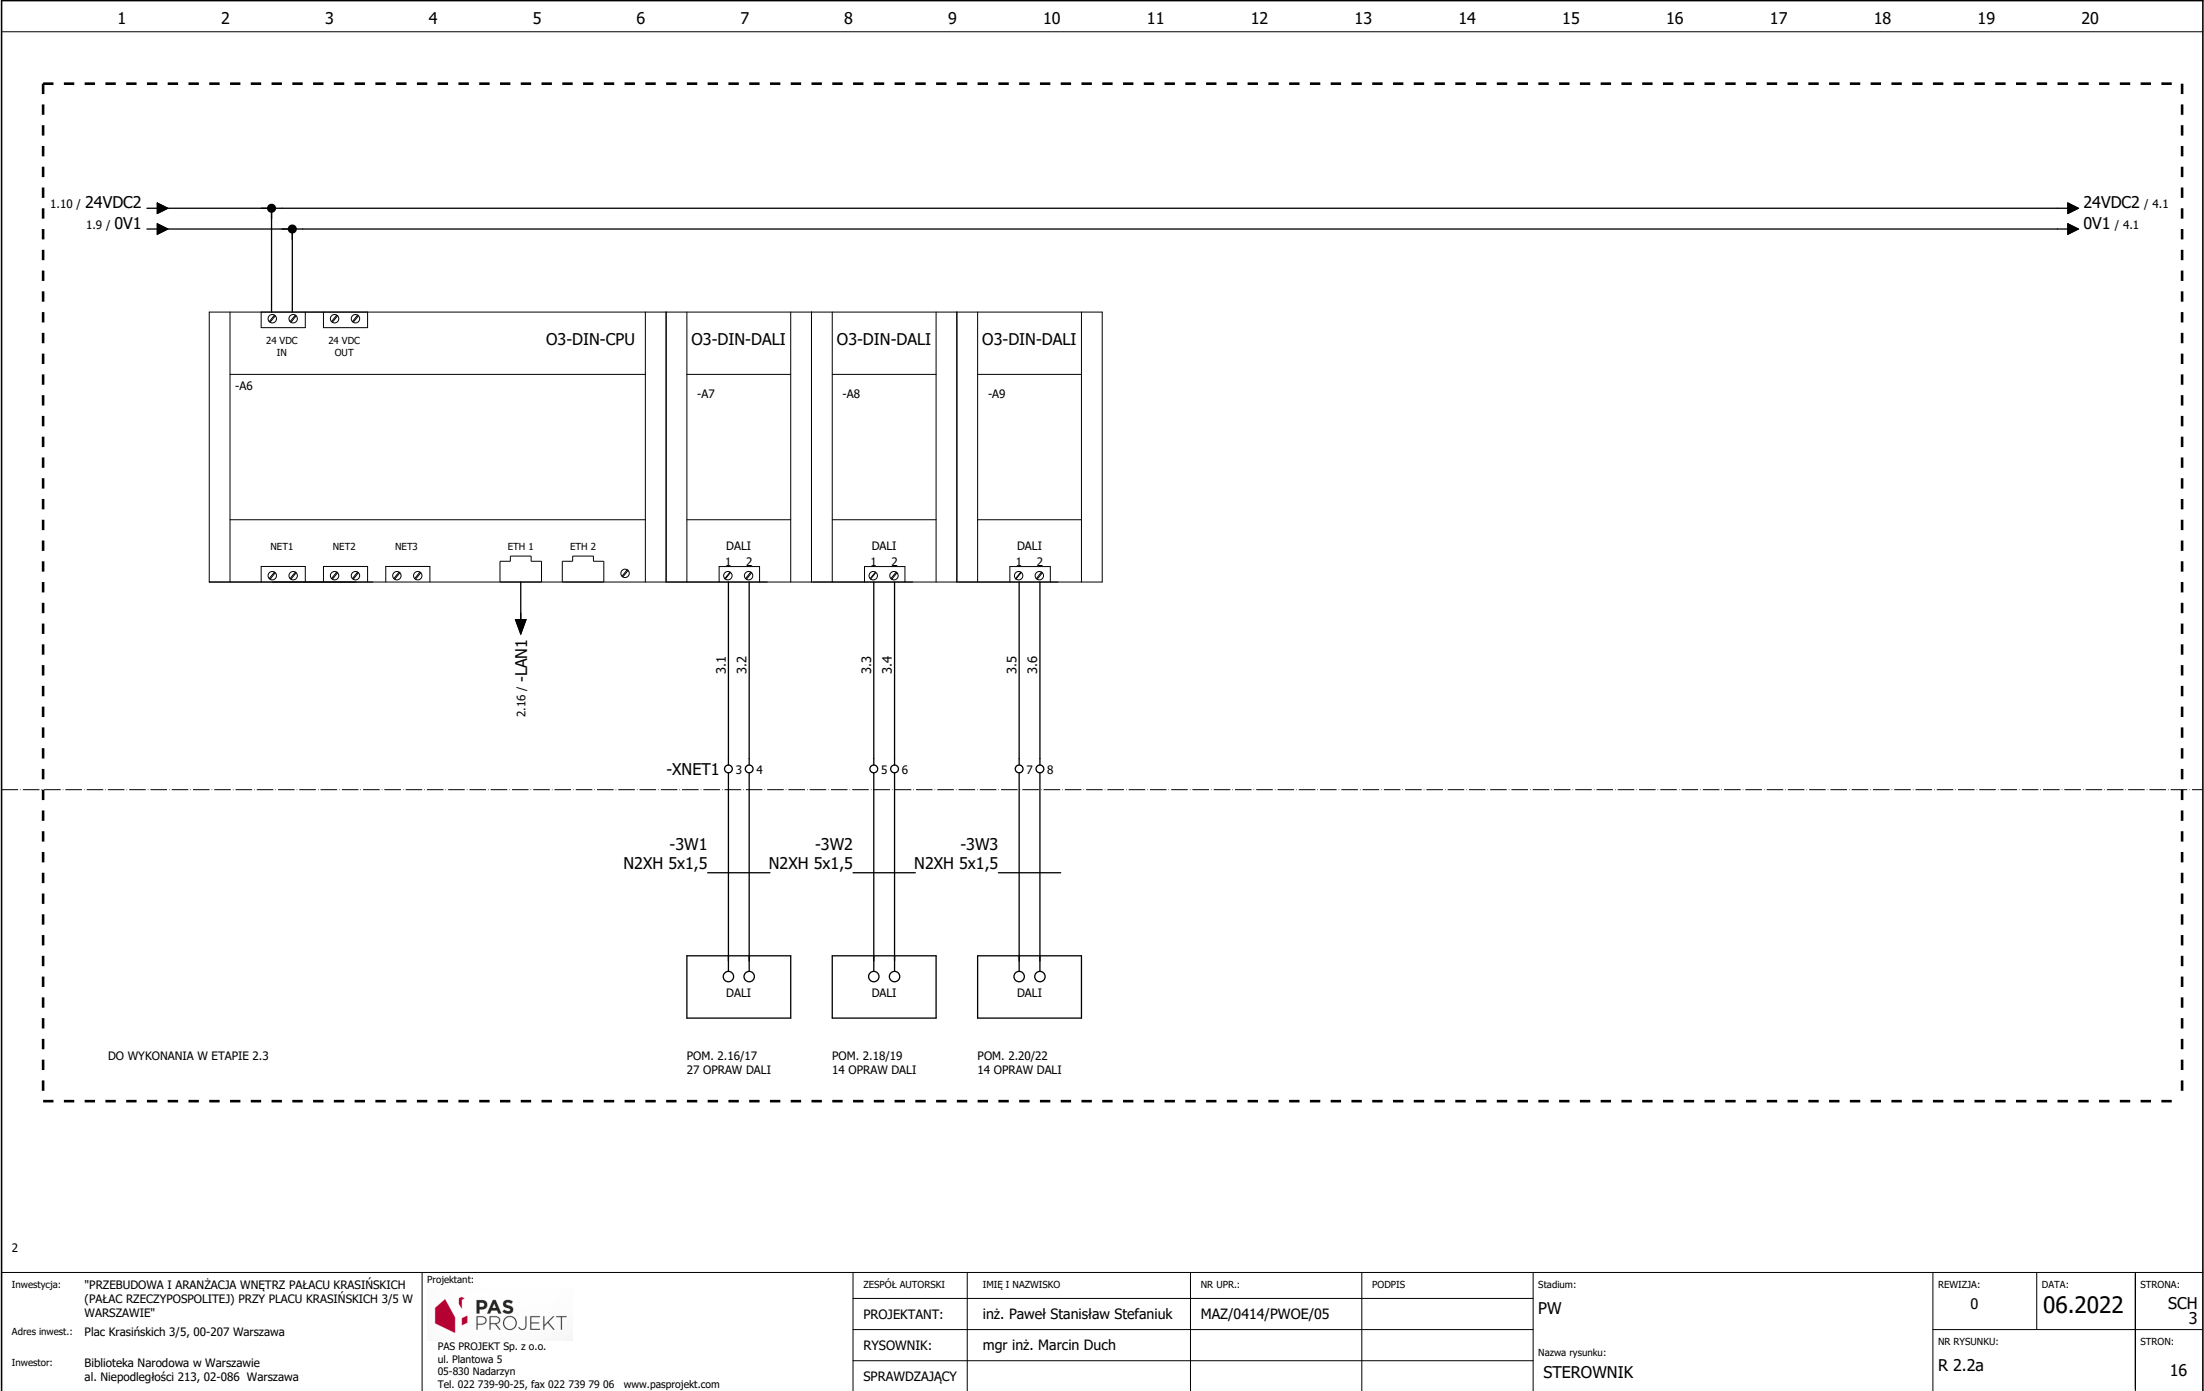 1 2 3 4 5 6 7 8 9 10 11 12 13 14 15 16 17 18 19 20
1.10 / 24VDC2
24VDC2 / 4.1
1.9 / 0V1
0V1 / 4.1
24 VDC
IN
24 VDC
OUT
O3-DIN-CPU
O3-DIN-DALI
O3-DIN-DALI
O3-DIN-DALI
-A6
-A7
-A8
-A9
NET1
NET2
NET3
ETH 1
ETH 2
DALI
1 2
DALI
1 2
DALI
1 2
2.16 / -LAN1
3.1
3.2
3.3
3.4
3.5
3.6
-XNET1
3 4
5 6
7 8
-3W1
N2XH 5x1,5
-3W2
N2XH 5x1,5
-3W3
N2XH 5x1,5
DALI
DALI
DALI
DO WYKONANIA W ETAPIE 2.3
POM. 2.16/17
27 OPRAW DALI
POM. 2.18/19
14 OPRAW DALI
POM. 2.20/22
14 OPRAW DALI
2
Inwestycja:
"PRZEBUDOWA I ARANŻACJA WNĘTRZ PAŁACU KRASIŃSKICH
(PAŁAC RZECZYPOSPOLITEJ) PRZY PLACU KRASIŃSKICH 3/5 W
WARSZAWIE"
Adres inwest.: Plac Krasińskich 3/5, 00-207 Warszawa
Inwestor:
Biblioteka Narodowa w Warszawie
al. Niepodległości 213, 02-086 Warszawa
Projektant:
PAS
PROJEKT
PAS PROJEKT Sp. z o.o.
ul. Plantowa 5
05-830 Nadarzyn
Tel. 022 739-90-25, fax 022 739 79 06 www.pasprojekt.com
ZESPÓŁ AUTORSKI
IMIĘ I NAZWISKO
NR UPR.:
PODPIS
PROJEKTANT:
inż. Paweł Stanisław Stefaniuk
MAZ/0414/PWOE/05
RYSOWNIK:
mgr inż. Marcin Duch
SPRAWDZAJĄCY
Stadium:
PW
Nazwa rysunku:
STEROWNIK
REWIZJA:
0
DATA:
06.2022
STRONA:
SCH
3
NR RYSUNKU:
R 2.2a
STRON:
16